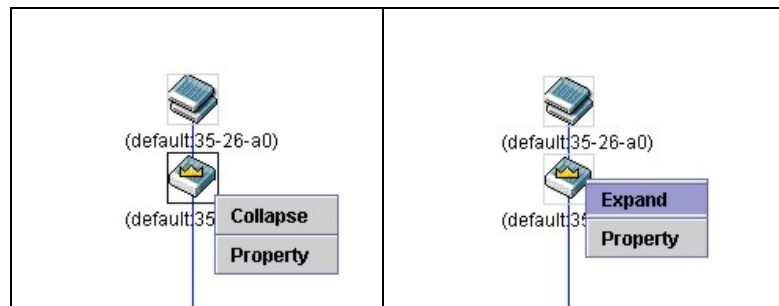 (default:35-26-a0)
(default:35
Collapse
Property
(default:35-26-a0)
(default:35
Expand
Property